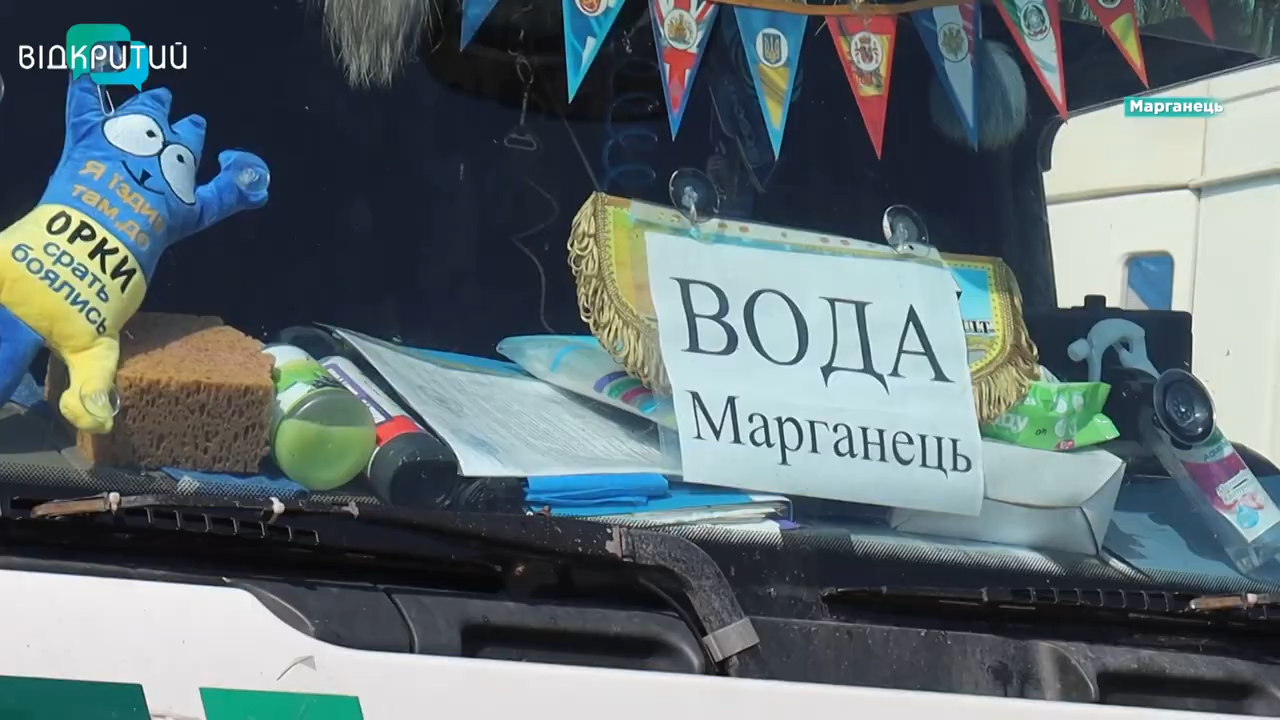 ВІДКРИТИЙ
Марганець
Я їздив
там,де
ОРКИ
срать
боялись
ВОДА
Марганець